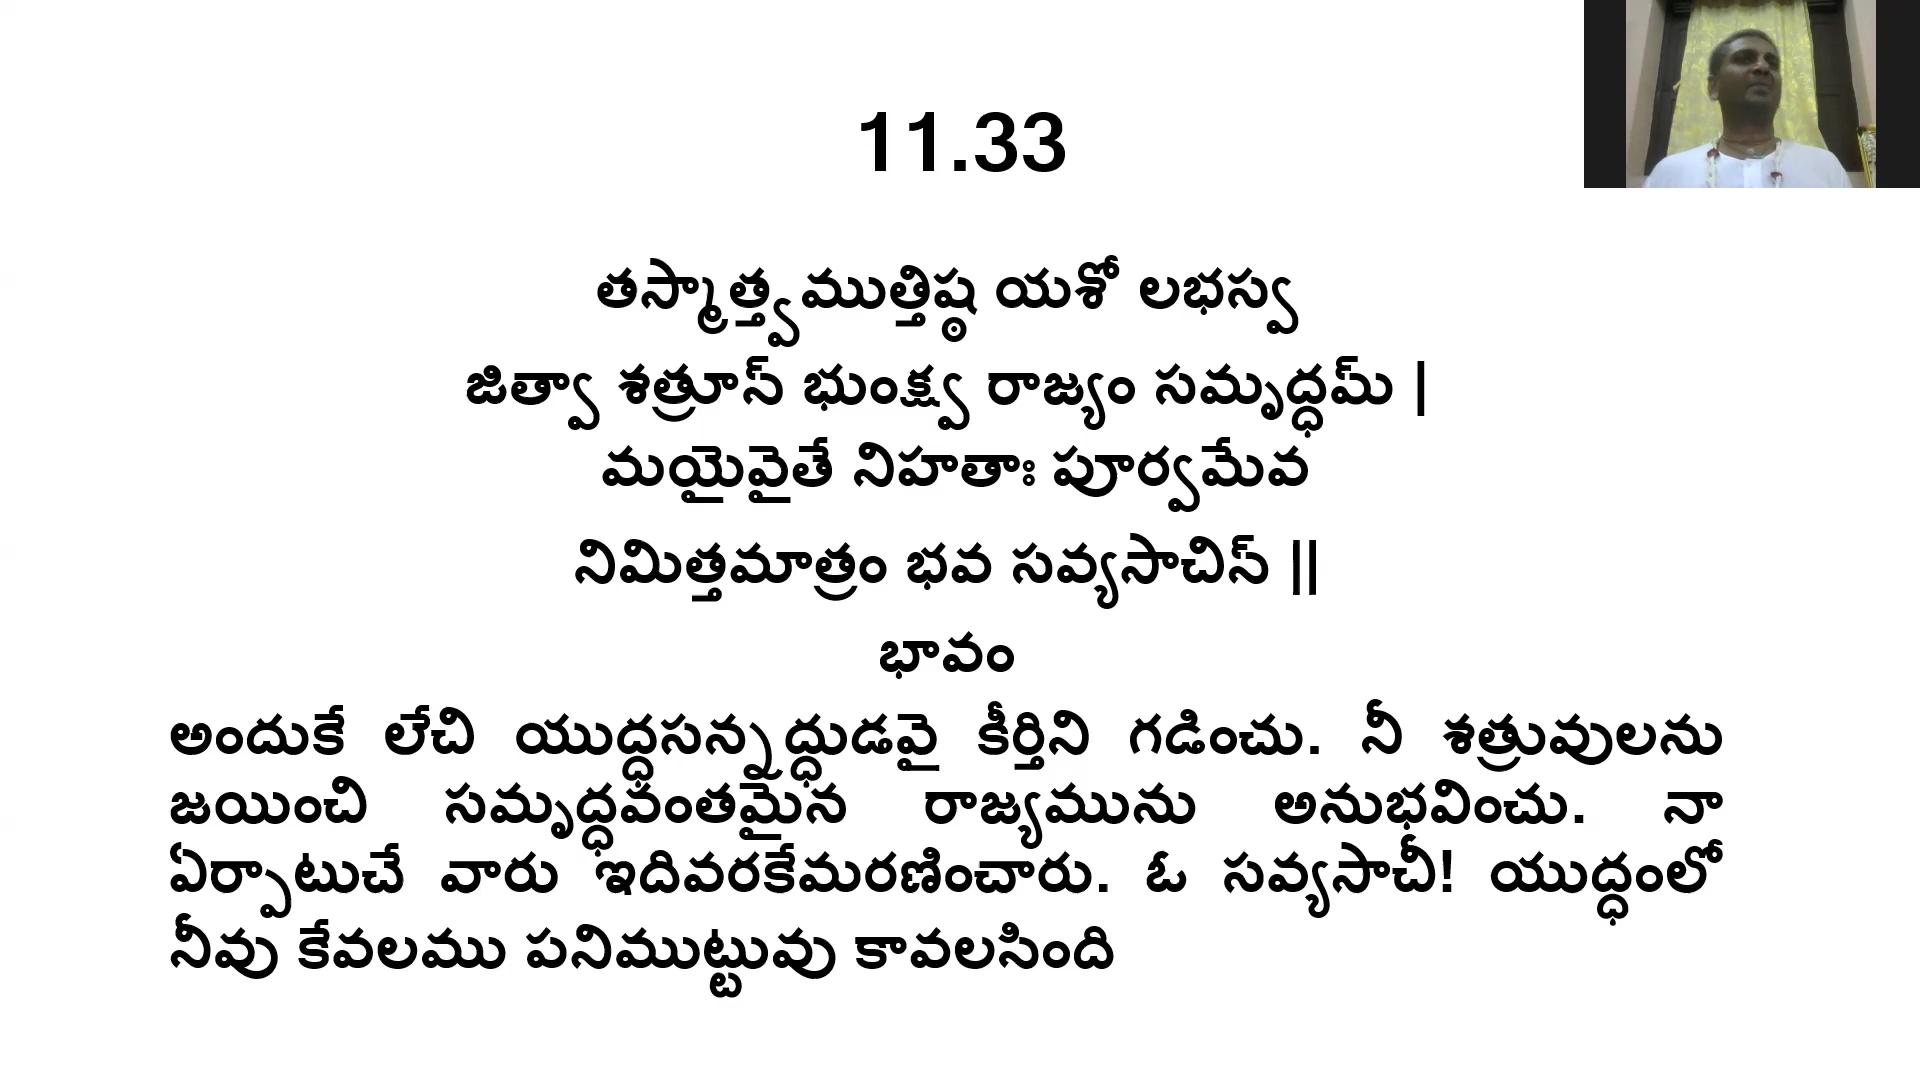 11.33
తస్మాత్త్వముత్తిష్ఠ యశో లభస్వ
జిత్వా శత్రూన్ భుంక్ష్వ రాజ్యం సమృద్ధమ్ |
మయైవైతే నిహతాః పూర్వమేవ
నిమిత్తమాత్రం భవ సవ్యసాచిన్ ||
భావం
అందుకే లేచి యుద్ధసన్నద్ధుడవై కీర్తిని గడించు. నీ శత్రువులను
జయించి సమృద్ధవంతమైన రాజ్యమును అనుభవించు. నా
ఏర్పాటుచే వారు ఇదివరకేమరణించారు. ఓ సవ్యసాచీ! యుద్ధంలో
నీవు కేవలము పనిముట్టువు కావలసింది